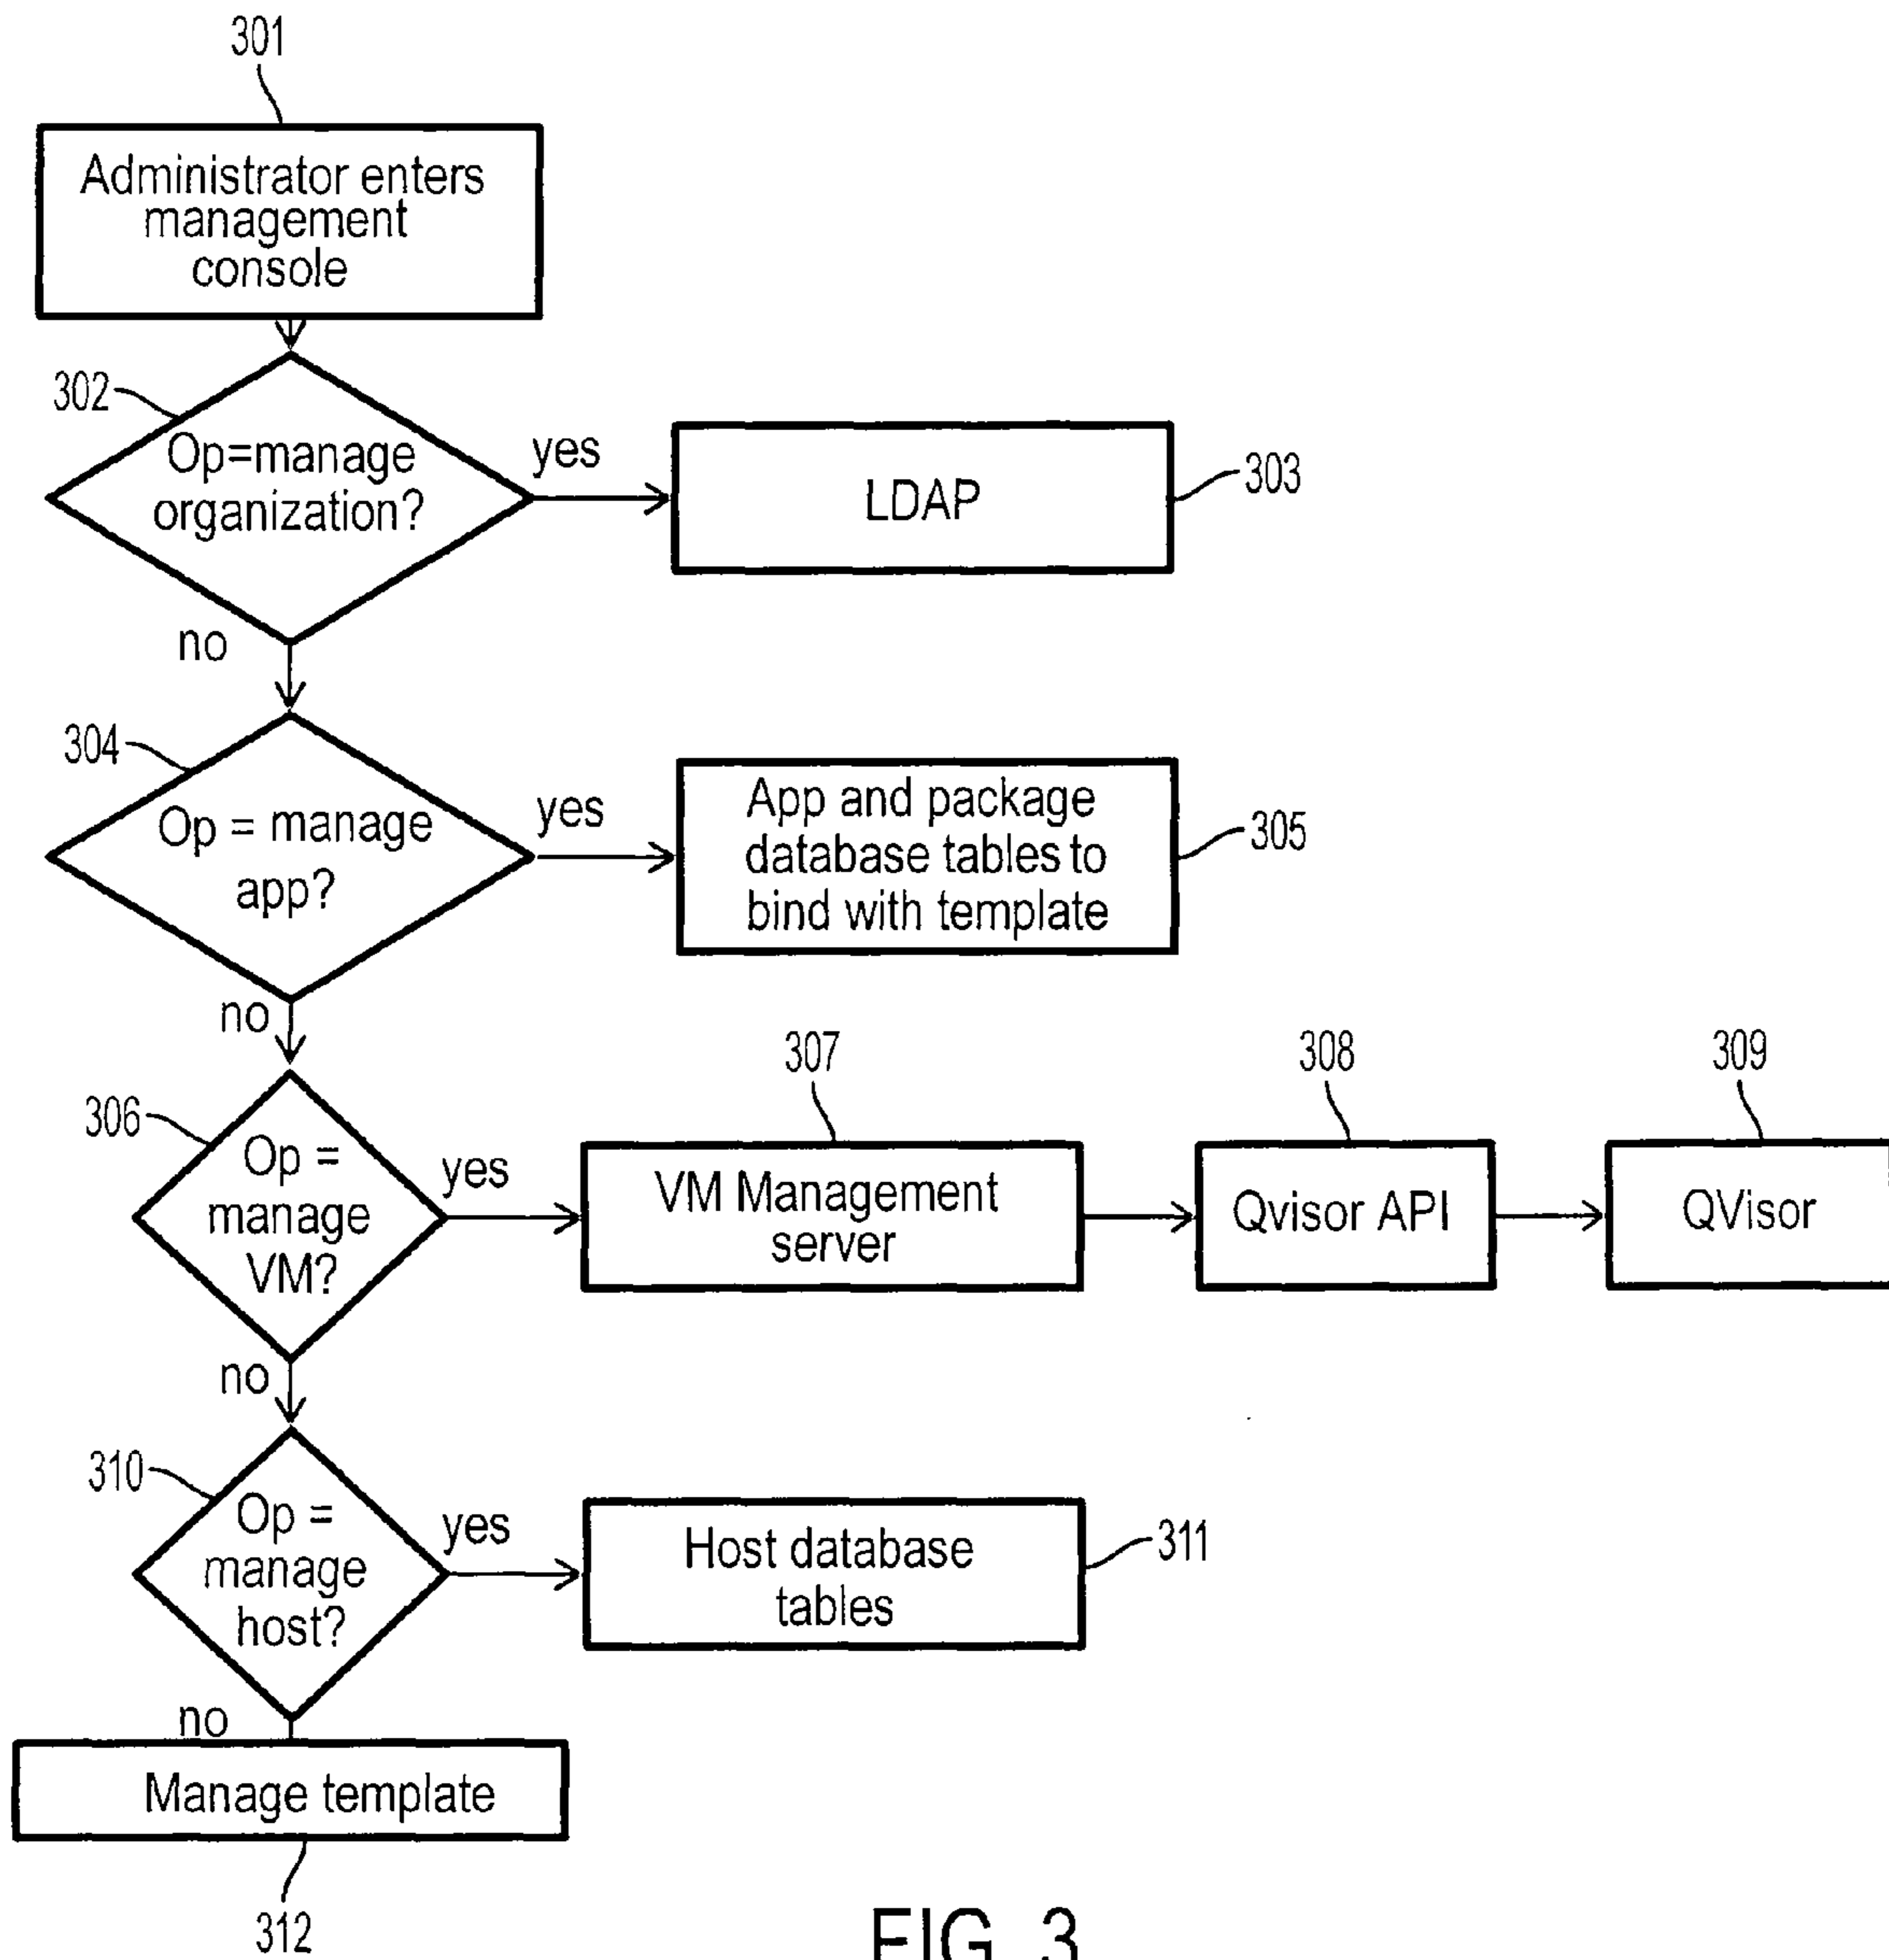 301
Administrator enters
management
console
302
Op=manage
organization?
yes
LDAP
303
no
304
Op = manage
app?
yes
App and package
database tables to
bind with template
305
no
306
Op =
manage
VM?
yes
307
VM Management
server
308
Qvisor API
309
QVisor
no
310
Op =
manage
host?
yes
Host database
tables
311
no
Manage template
312
FIG. 3